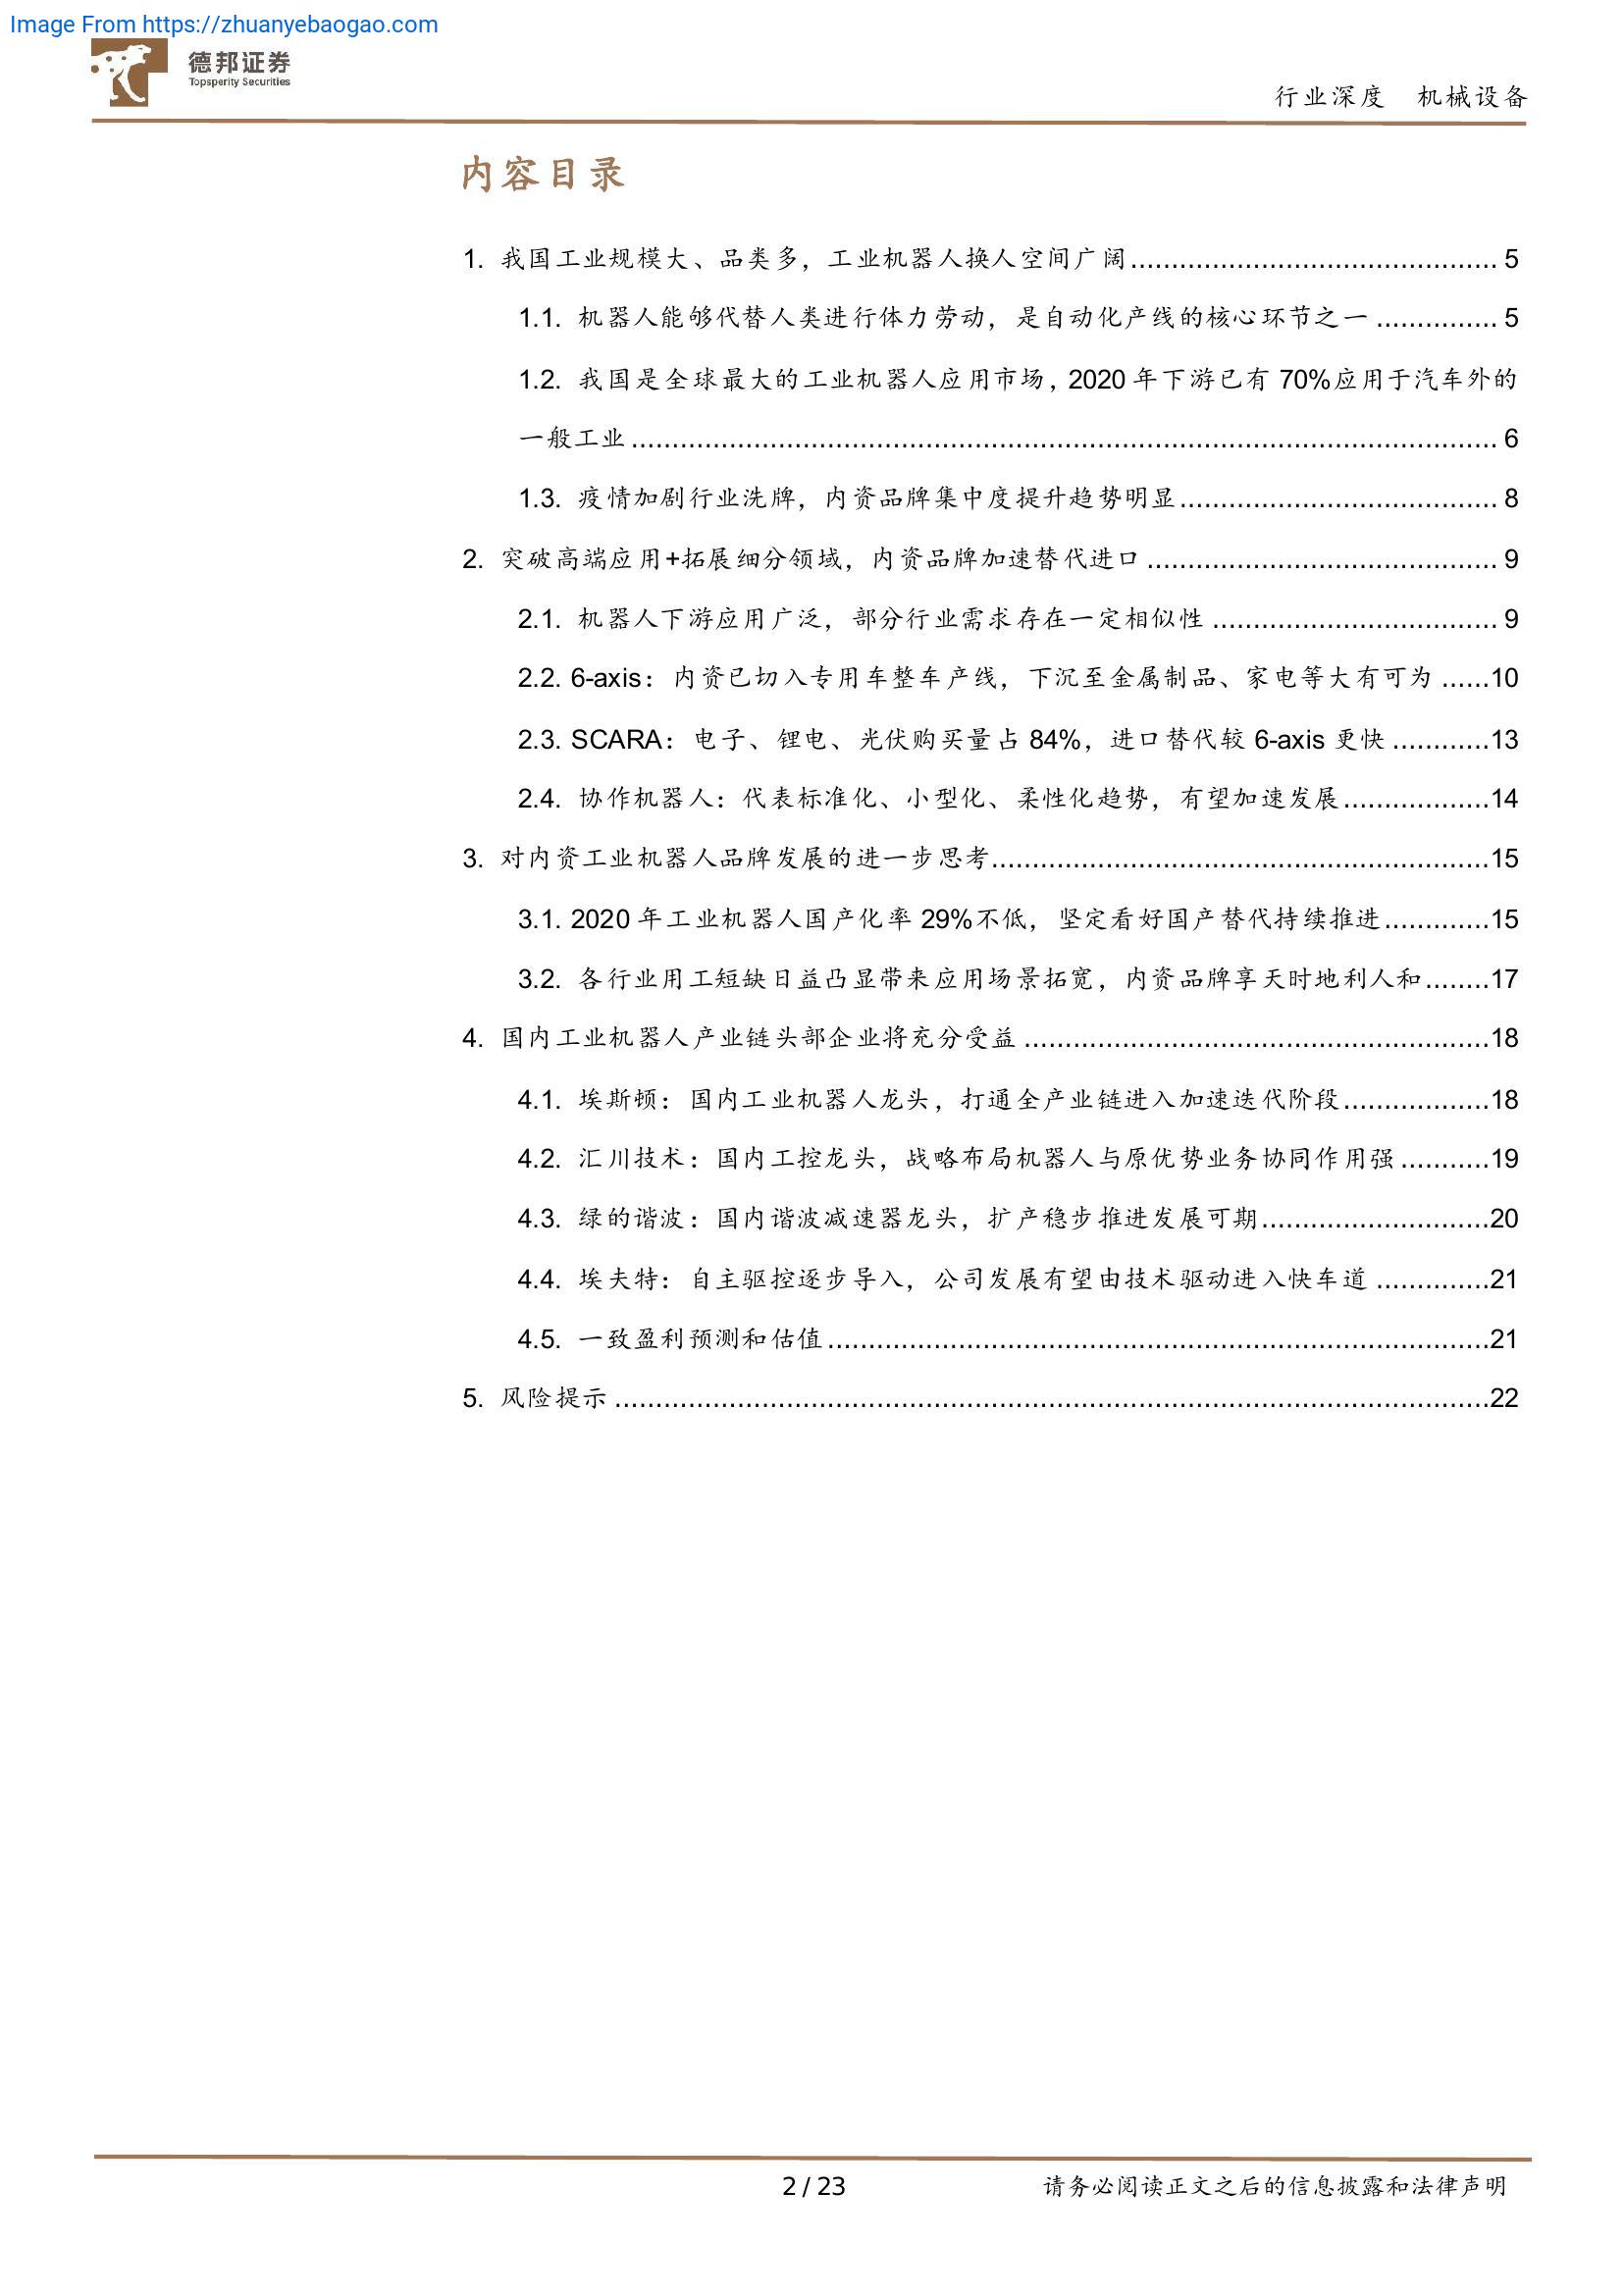 Image From https://zhuanyebaogao.com
德邦证券
Topsperity Securities
行业深度 机械设备
内容目录
1. 我国工业规模大、品类多，工业机器人换人空间广阔............................................. 5
1.1. 机器人能够代替人类进行体力劳动，是自动化产线的核心环节之一 ............... 5
1.2. 我国是全球最大的工业机器人应用市场，2020 年下游已有 70%应用于汽车外的
一般工业 .......................................................................................................... 6
1.3. 疫情加剧行业洗牌，内资品牌集中度提升趋势明显....................................... 8
2. 突破高端应用+拓展细分领域，内资品牌加速替代进口 ........................................... 9
2.1. 机器人下游应用广泛，部分行业需求存在一定相似性 ................................... 9
2.2. 6-axis：内资已切入专用车整车产线，下沉至金属制品、家电等大有可为 ......10
2.3. SCARA：电子、锂电、光伏购买量占 84%，进口替代较 6-axis 更快 ............13
2.4. 协作机器人：代表标准化、小型化、柔性化趋势，有望加速发展..................14
3. 对内资工业机器人品牌发展的进一步思考.............................................................15
3.1. 2020 年工业机器人国产化率 29%不低，坚定看好国产替代持续推进.............15
3.2. 各行业用工短缺日益凸显带来应用场景拓宽，内资品牌享天时地利人和........17
4. 国内工业机器人产业链头部企业将充分受益 .........................................................18
4.1. 埃斯顿：国内工业机器人龙头，打通全产业链进入加速迭代阶段..................18
4.2. 汇川技术：国内工控龙头，战略布局机器人与原优势业务协同作用强 ...........19
4.3. 绿的谐波：国内谐波减速器龙头，扩产稳步推进发展可期............................20
4.4. 埃夫特：自主驱控逐步导入，公司发展有望由技术驱动进入快车道 ..............21
4.5. 一致盈利预测和估值.................................................................................21
5. 风险提示 ...........................................................................................................22
2 / 23
请务必阅读正文之后的信息披露和法律声明